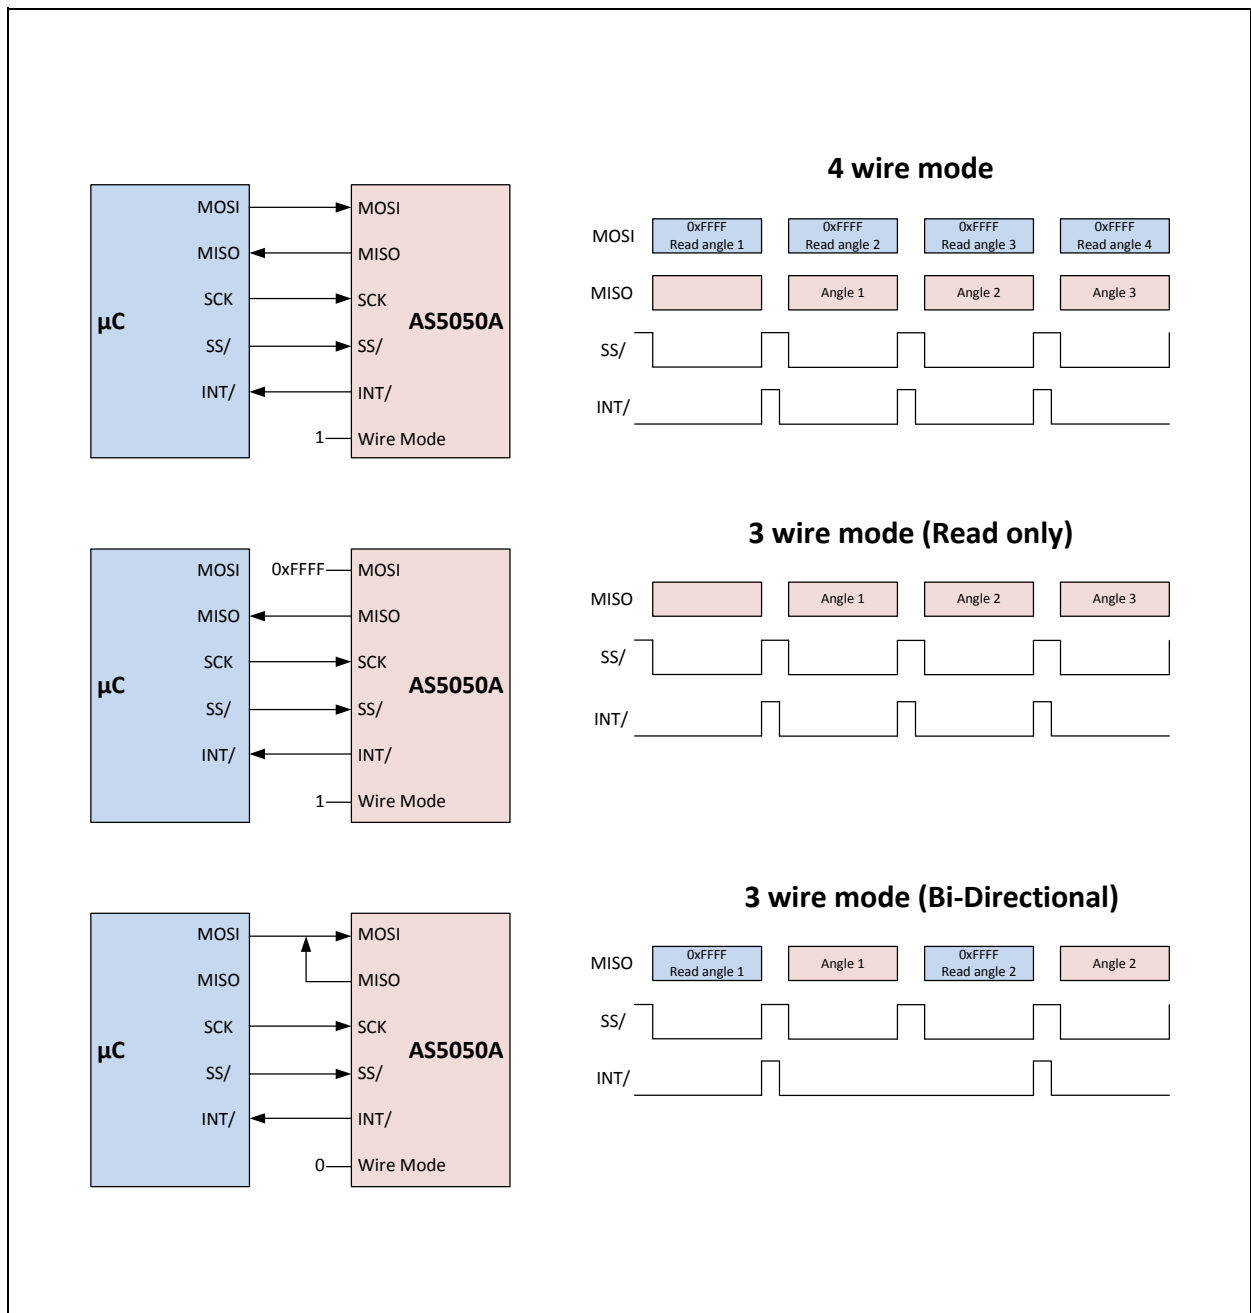 4 wire mode
MOSI
MOSI
MISO
MISO
SCK
SCK
µC
AS5050A
SS/
SS/
INT/
INT/
1
Wire Mode
MOSI
0xFFFF
Read angle 1
0xFFFF
Read angle 2
0xFFFF
Read angle 3
0xFFFF
Read angle 4
MISO
Angle 1
Angle 2
Angle 3
SS/
INT/
3 wire mode (Read only)
MOSI
0xFFFF
MOSI
MISO
MISO
SCK
SCK
µC
AS5050A
SS/
SS/
INT/
INT/
1
Wire Mode
MISO
Angle 1
Angle 2
Angle 3
SS/
INT/
3 wire mode (Bi-Directional)
MOSI
MOSI
MISO
MISO
SCK
SCK
µC
AS5050A
SS/
SS/
INT/
INT/
0
Wire Mode
MISO
0xFFFF
Read angle 1
Angle 1
0xFFFF
Read angle 2
Angle 2
SS/
INT/